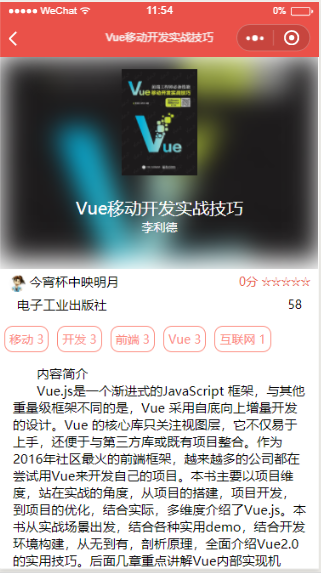 WeChat 11:54 0%
Vue移动开发实战技巧
Vue
移动开发实战技巧
Vue
Vue移动开发实战技巧
李利德
今宵杯中映明月 0分 ☆☆☆☆☆
电子工业出版社 58
移动 3 开发 3 前端 3 Vue 3 互联网 1
内容简介
Vue.js是一个渐进式的JavaScript 框架，与其他
重量级框架不同的是，Vue 采用自底向上增量开发
的设计。Vue 的核心库只关注视图层，它不仅易于
上手，还便于与第三方库或既有项目整合。作为
2016年社区最火的前端框架，越来越多的公司都在
尝试用Vue来开发自己的项目。本书主要以项目维
度，站在实战的角度，从项目的搭建，项目开发，
到项目的优化，结合实际，多维度介绍了Vue.js。本
书从实战场景出发，结合各种实用demo，结合开发
环境构建，从无到有，剖析原理，全面介绍Vue2.0
的实用技巧。后面几章重点讲解Vue内部实现机